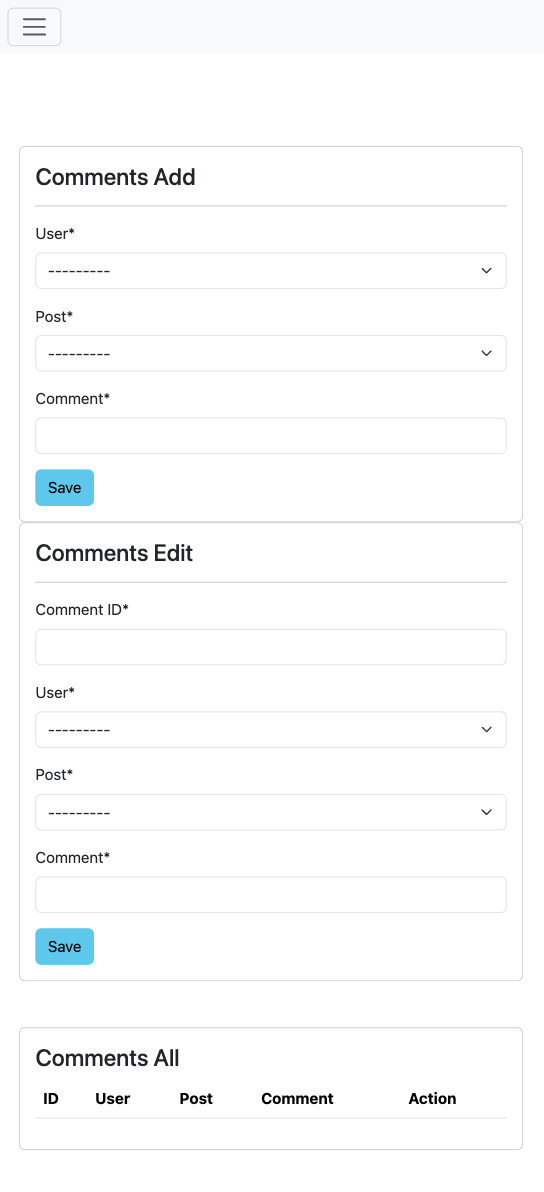 Comments Add
User*
---------
Post*
---------
Comment*
Save
Comments Edit
Comment ID*
User*
---------
Post*
---------
Comment*
Save
Comments All
ID User Post Comment Action